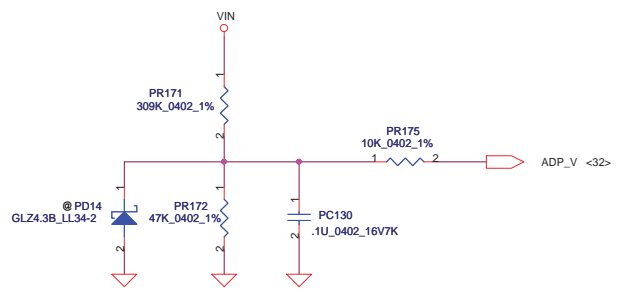 VIN
1
PR171
309K_0402_1%
2
PR175
10K_0402_1%
1 2
ADP_V <32>
1
@ PD14
GLZ4.3B_LL34-2
2
1
PR172
47K_0402_1%
2
1
PC130
.1U_0402_16V7K
2